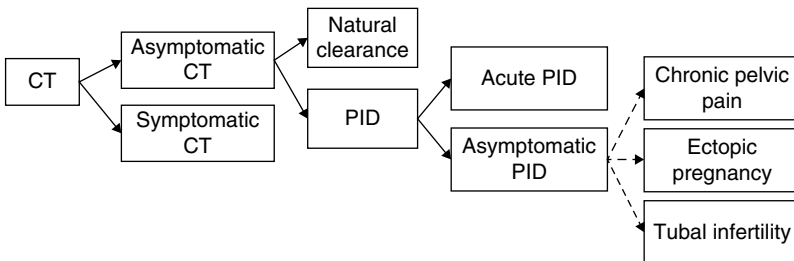 CT
Asymptomatic
CT
Symptomatic
CT
Natural
clearance
PID
Acute PID
Asymptomatic
PID
Chronic pelvic
pain
Ectopic
pregnancy
Tubal infertility